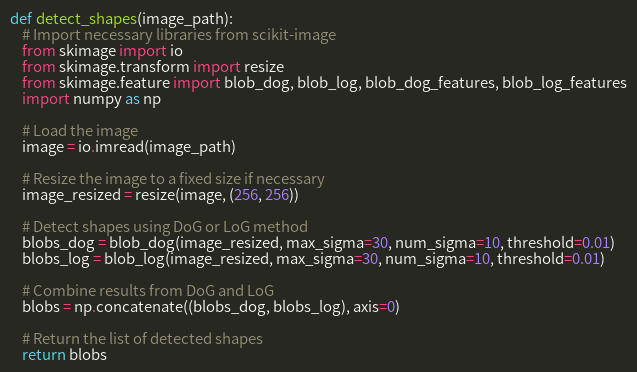 def detect_shapes(image_path):
    # Import necessary libraries from scikit-image
    from skimage import io
    from skimage.transform import resize
    from skimage.feature import blob_dog, blob_log, blob_dog_features, blob_log_features
    import numpy as np

    # Load the image
    image = io.imread(image_path)

    # Resize the image to a fixed size if necessary
    image_resized = resize(image, (256, 256))

    # Detect shapes using DoG or LoG method
    blobs_dog = blob_dog(image_resized, max_sigma=30, num_sigma=10, threshold=0.01)
    blobs_log = blob_log(image_resized, max_sigma=30, num_sigma=10, threshold=0.01)

    # Combine results from DoG and LoG
    blobs = np.concatenate((blobs_dog, blobs_log), axis=0)

    # Return the list of detected shapes
    return blobs